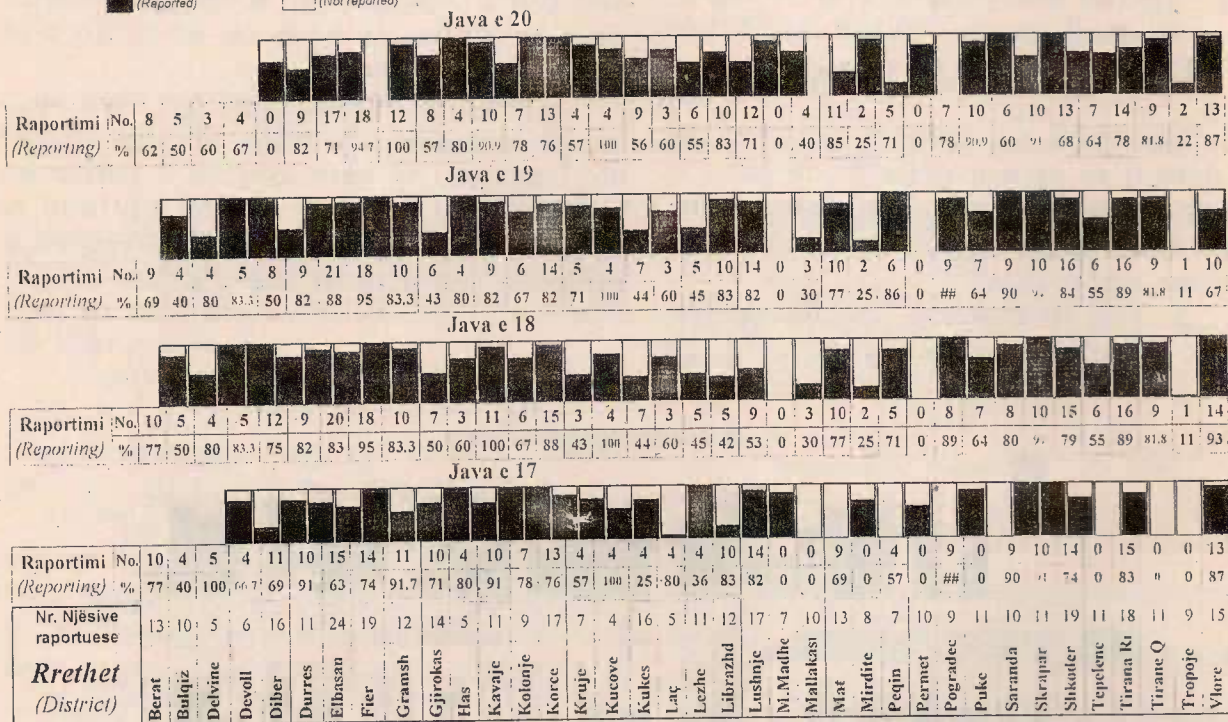 (Reported) (Not reported)
Java e 20
Raportimi No. 8 5 3 4 0 9 17 18 12 8 4 10 7 13 4 4 9 3 6 10 12 0 4 11 2 5 0 7 10 6 10 13 7 14 9 2 13
(Reporting) % 62 50 60 67 0 82 71 94.7 100 57 80 90.9 78 76 57 100 56 60 55 83 71 0 40 85 25 71 0 78 90.9 60 91 68 64 78 81.8 22 87
Java e 19
Raportimi No. 9 4 4 5 8 9 21 18 10 6 4 9 6 14 5 4 7 3 5 10 14 0 3 10 2 6 0 9 7 9 10 16 6 16 9 1 10
(Reporting) % 69 40 80 83.3 50 82 88 95 83.3 43 80 82 67 82 71 100 44 60 45 83 82 0 30 77 25 86 0 ## 64 90 84 55 89 81.8 11 67
Java e 18
Raportimi No. 10 5 4 5 12 9 20 18 10 7 3 11 6 15 3 4 7 3 5 5 9 0 3 10 2 5 0 8 7 8 10 15 6 16 9 1 14
(Reporting) % 77 50 80 83.3 75 82 83 95 83.3 50 60 100 67 88 43 100 44 60 45 42 53 0 30 77 25 71 0 89 64 80 79 55 89 81.8 11 93
Java e 17
Raportimi No. 10 4 5 4 11 10 15 14 11 10 4 10 7 13 4 4 4 4 4 10 14 0 0 9 0 4 0 9 0 9 10 14 0 15 0 0 13
(Reporting) % 77 40 100 66.7 69 91 63 74 91.7 71 80 91 78 76 57 100 25 80 36 83 82 0 0 69 0 57 0 ## 0 90 91 74 0 83 0 0 87
Nr. Njësive raportuese 13 10 5 6 16 11 24 19 12 14 5 11 9 17 7 4 16 5 11 12 17 7 10 13 8 7 10 9 11 10 11 19 11 18 11 9 15
Rrethet
(District)
Berat Bulqiz Delvine Devoll Diber Durres Elbasan Fier Gramsh Gjirokas Has Kavaje Kolonje Korce Kruje Kucove Kukes Laç Lezhe Librazhd Lushnje M.Madhe Mallakast Mat Mirdite Peqin Permet Pogradec Puke Saranda Skrapar Shkoder Tepelene Tirana Rr Tirane Q Tropoje Vlore